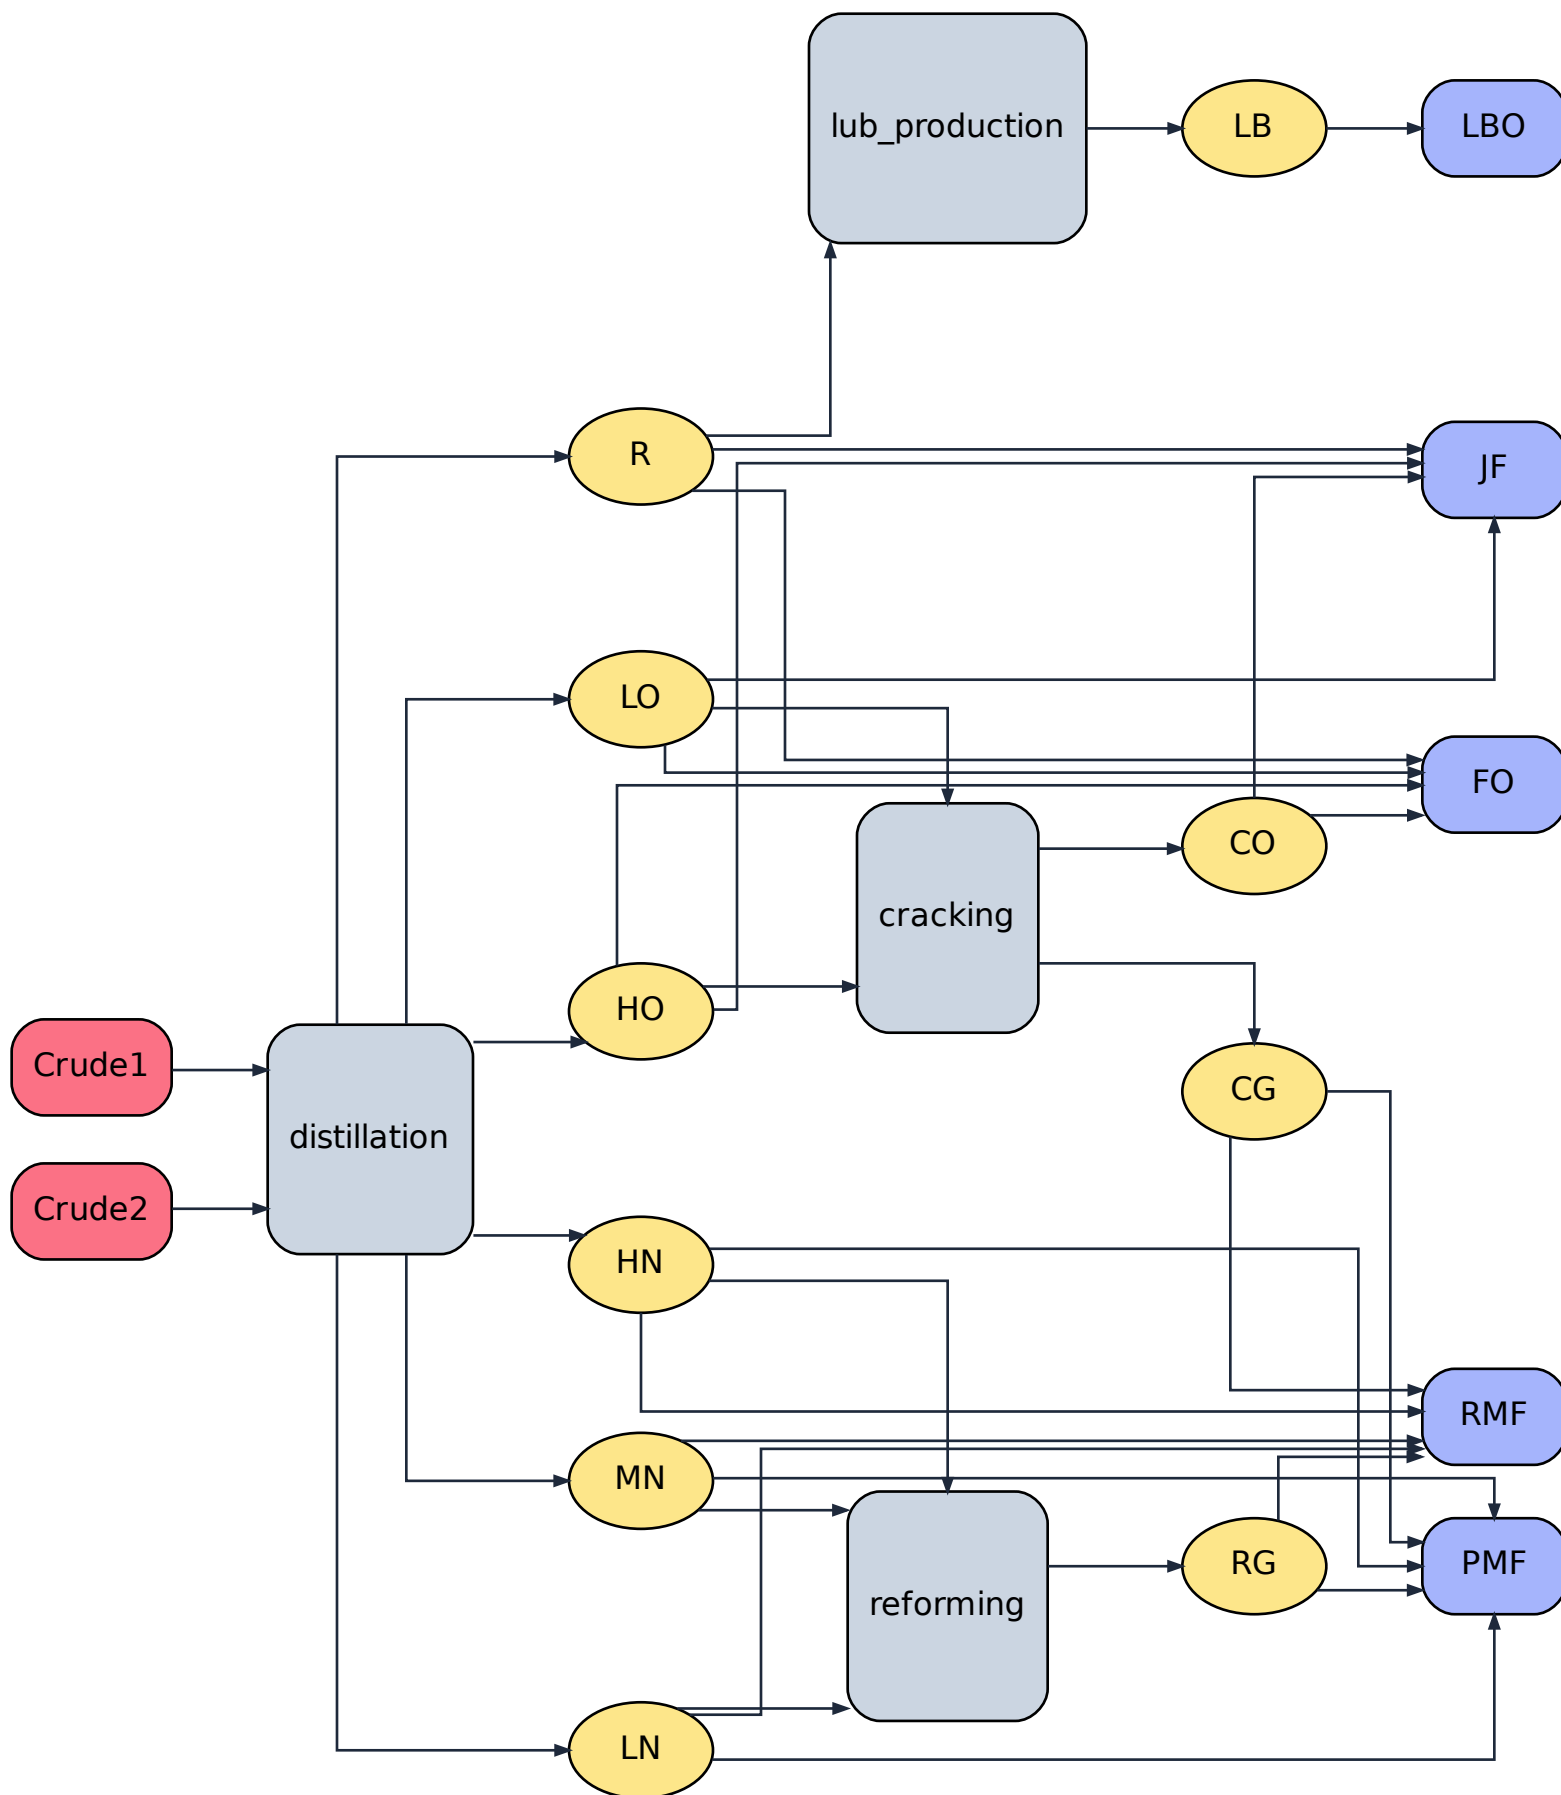 lub_production
LB
LBO
R
JF
LO
FO
CO
cracking
HO
Crude1
CG
distillation
Crude2
HN
RMF
MN
RG
PMF
reforming
LN